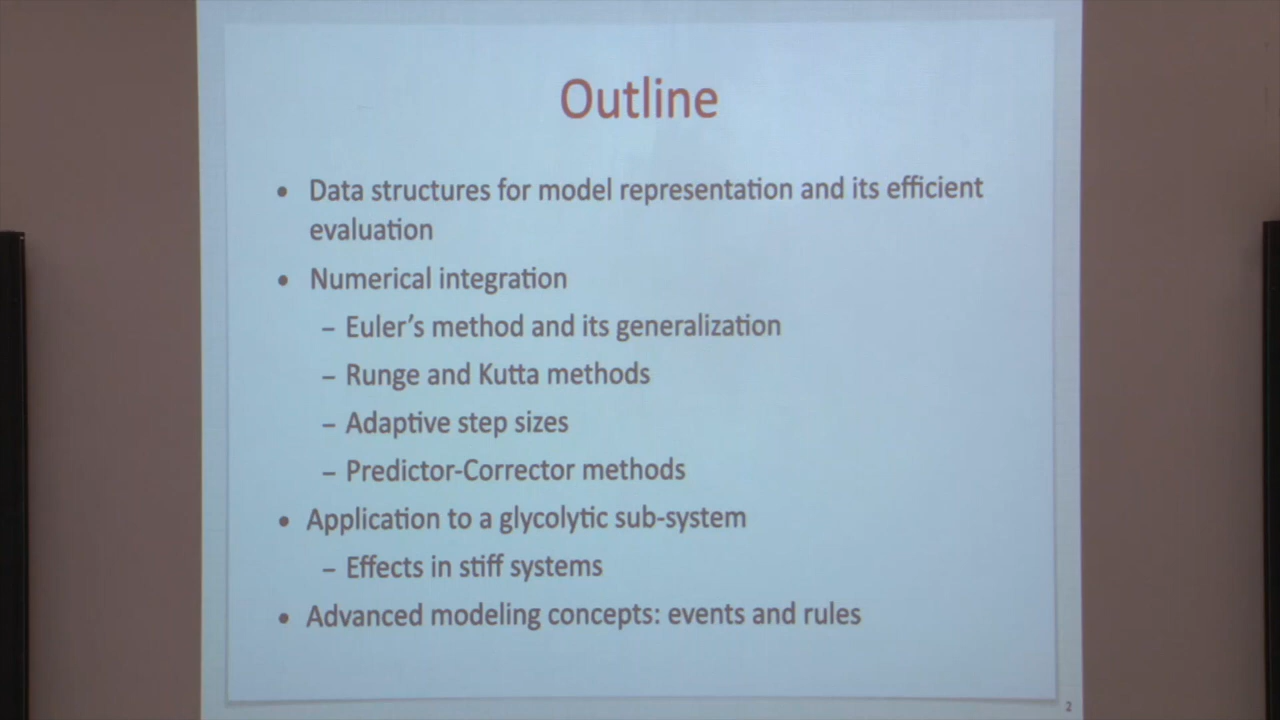 Outline
• Data structures for model representation and its efficient
evaluation
• Numerical integration
– Euler’s method and its generalization
– Runge and Kutta methods
– Adaptive step sizes
– Predictor-Corrector methods
• Application to a glycolytic sub-system
– Effects in stiff systems
• Advanced modeling concepts: events and rules
2